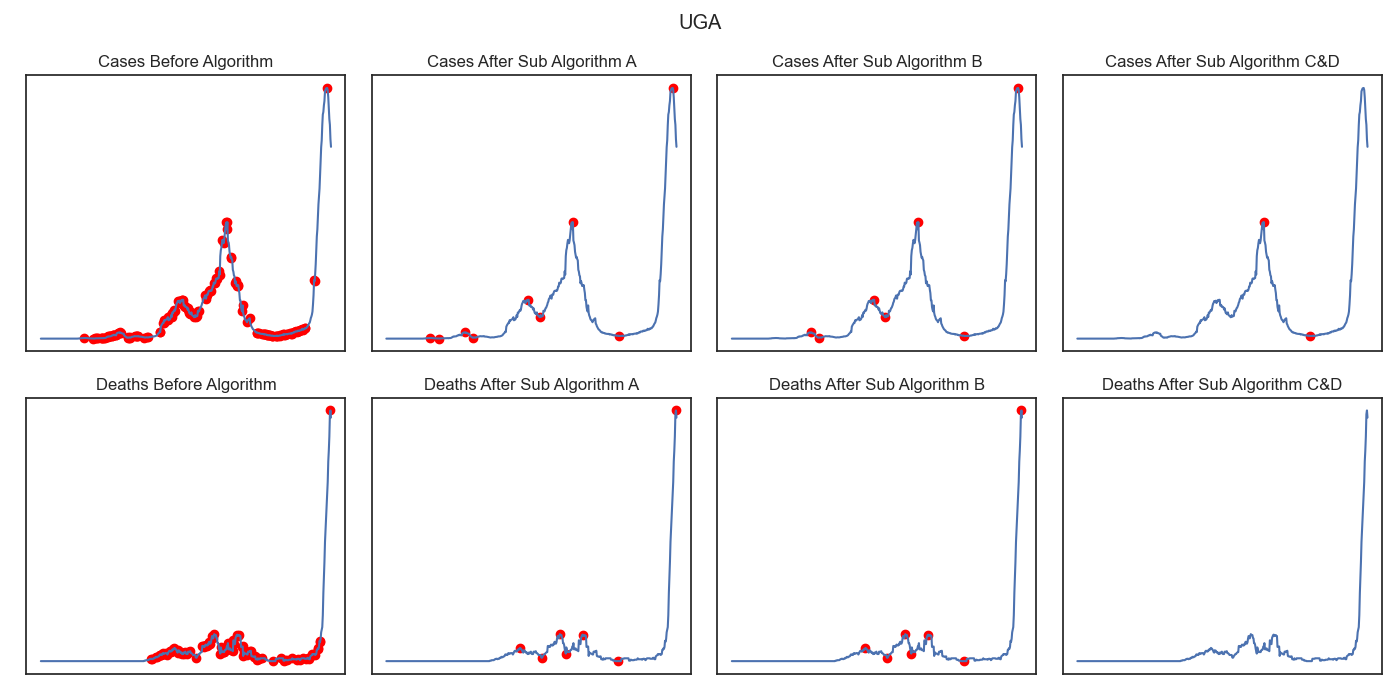 UGA
Cases Before Algorithm
Cases After Sub Algorithm A
Cases After Sub Algorithm B
Cases After Sub Algorithm C&D
Deaths Before Algorithm
Deaths After Sub Algorithm A
Deaths After Sub Algorithm B
Deaths After Sub Algorithm C&D